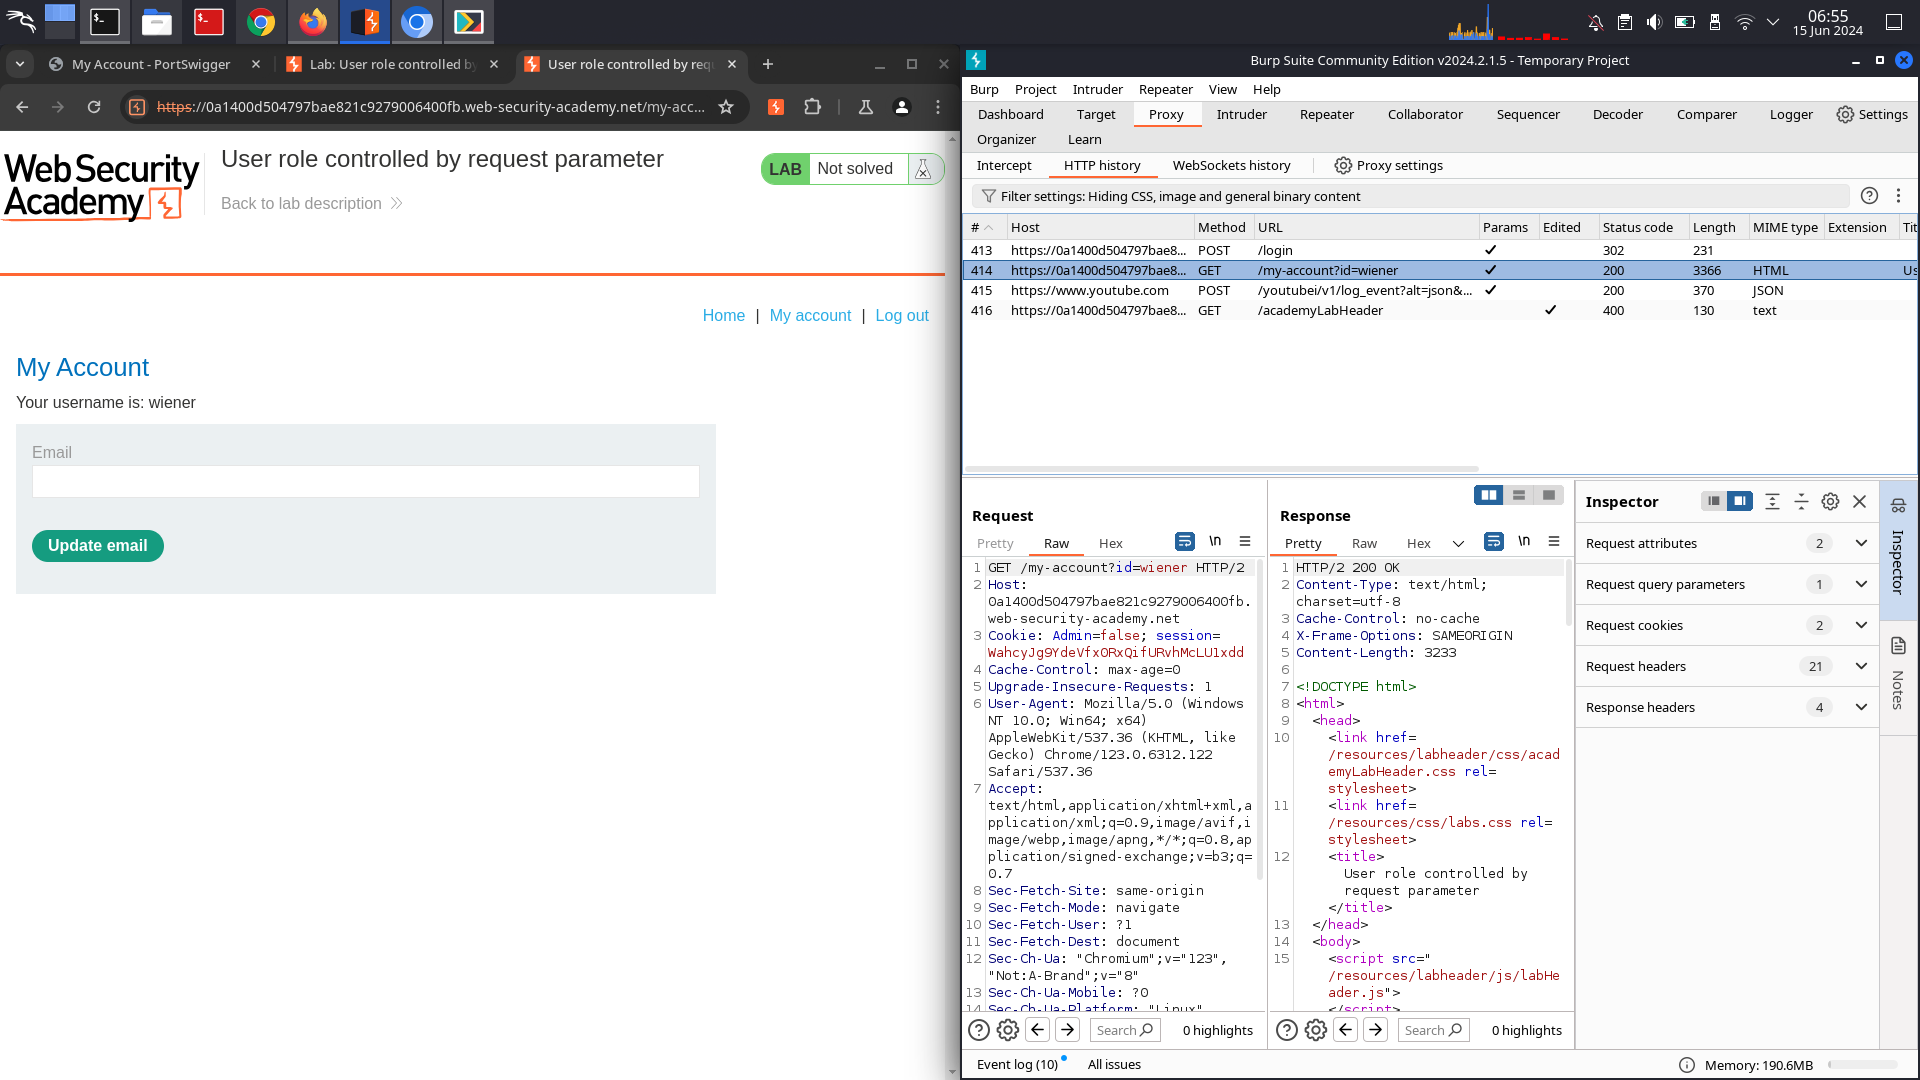 06:55
15 Jun 2024
My Account - PortSwigger
Lab: User role controlled by
User role controlled by req
https://0a1400d504797bae821c9279006400fb.web-security-academy.net/my-acc...
Web Security
Academy
User role controlled by request parameter
Back to lab description
LAB
Not solved
Home | My account | Log out
My Account
Your username is: wiener
Email
Update email
Burp Suite Community Edition v2024.2.1.5 - Temporary Project
Burp Project Intruder Repeater View Help
Dashboard Target Proxy Intruder Repeater Collaborator Sequencer Decoder Comparer Logger Settings
Organizer Learn
Intercept HTTP history WebSockets history | Proxy settings
Filter settings: Hiding CSS, image and general binary content
# Host Method URL Params Edited Status code Length MIME type Extension Tit
413 https://0a1400d504797bae8... POST /login ✓ 302 231
414 https://0a1400d504797bae8... GET /my-account?id=wiener ✓ 200 3366 HTML Us
415 https://www.youtube.com POST /youtubei/v1/log_event?alt=json&... ✓ 200 370 JSON
416 https://0a1400d504797bae8... GET /academyLabHeader ✓ 400 130 text
Request
Pretty Raw Hex \n
1 GET /my-account?id=wiener HTTP/2
2 Host:
0a1400d504797bae821c9279006400fb.
web-security-academy.net
3 Cookie: Admin=false; session=
WahcyJg9YdeVfx0RxQifURvhMcLU1xdd
4 Cache-Control: max-age=0
5 Upgrade-Insecure-Requests: 1
6 User-Agent: Mozilla/5.0 (Windows
NT 10.0; Win64; x64)
AppleWebKit/537.36 (KHTML, like
Gecko) Chrome/123.0.6312.122
Safari/537.36
7 Accept:
text/html,application/xhtml+xml,a
pplication/xml;q=0.9,image/avif,i
mage/webp,image/apng,*/*;q=0.8,ap
plication/signed-exchange;v=b3;q=
0.7
8 Sec-Fetch-Site: same-origin
9 Sec-Fetch-Mode: navigate
10 Sec-Fetch-User: ?1
11 Sec-Fetch-Dest: document
12 Sec-Ch-Ua: "Chromium";v="123",
"Not:A-Brand";v="8"
13 Sec-Ch-Ua-Mobile: ?0
14 Sec-Ch-Ua-Platform: "Linux"
Search
0 highlights
Response
Pretty Raw Hex \n
1 HTTP/2 200 OK
2 Content-Type: text/html;
charset=utf-8
3 Cache-Control: no-cache
4 X-Frame-Options: SAMEORIGIN
5 Content-Length: 3233
6
7 <!DOCTYPE html>
8 <html>
9 <head>
10 <link href=
/resources/labheader/css/acad
emyLabHeader.css rel=
stylesheet>
11 <link href=
/resources/css/labs.css rel=
stylesheet>
12 <title>
User role controlled by
request parameter
</title>
13 </head>
14 <body>
15 <script src="
/resources/labheader/js/labHe
ader.js">
</script>
Search
0 highlights
Inspector
Request attributes 2
Request query parameters 1
Request cookies 2
Request headers 21
Response headers 4
Inspector
Notes
Event log (10) All issues
Memory: 190.6MB